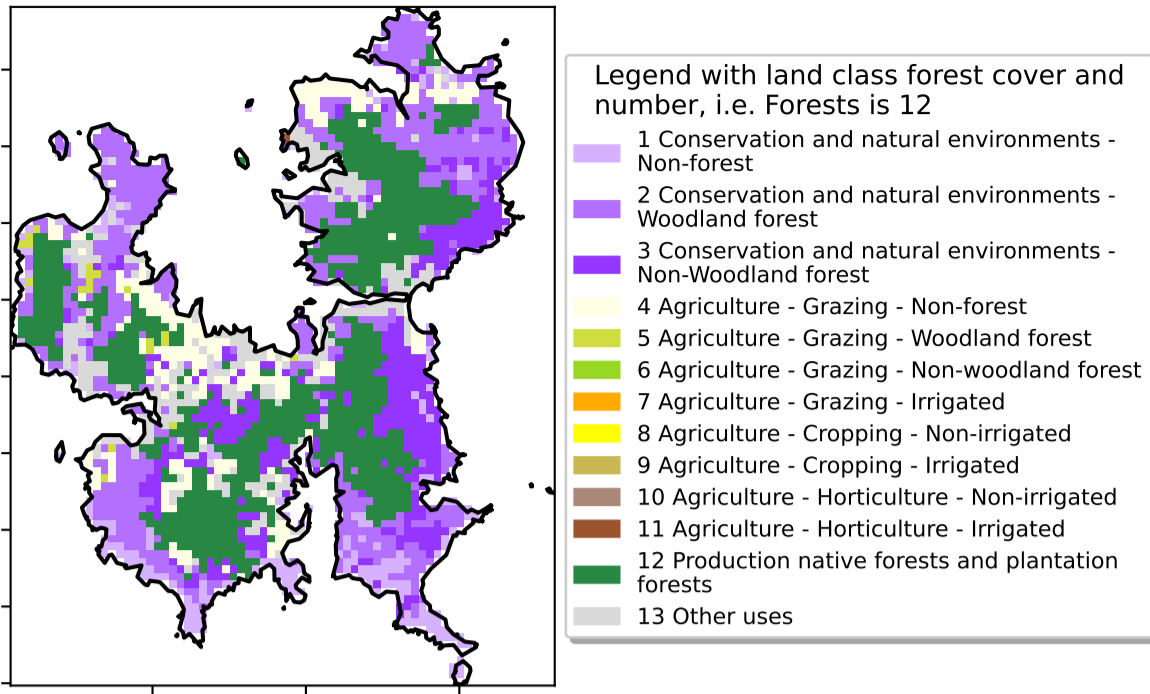 Legend with land class forest cover and
number, i.e. Forests is 12
1 Conservation and natural environments -
Non-forest
2 Conservation and natural environments -
Woodland forest
3 Conservation and natural environments -
Non-Woodland forest
4 Agriculture - Grazing - Non-forest
5 Agriculture - Grazing - Woodland forest
6 Agriculture - Grazing - Non-woodland forest
7 Agriculture - Grazing - Irrigated
8 Agriculture - Cropping - Non-irrigated
9 Agriculture - Cropping - Irrigated
10 Agriculture - Horticulture - Non-irrigated
11 Agriculture - Horticulture - Irrigated
12 Production native forests and plantation
forests
13 Other uses